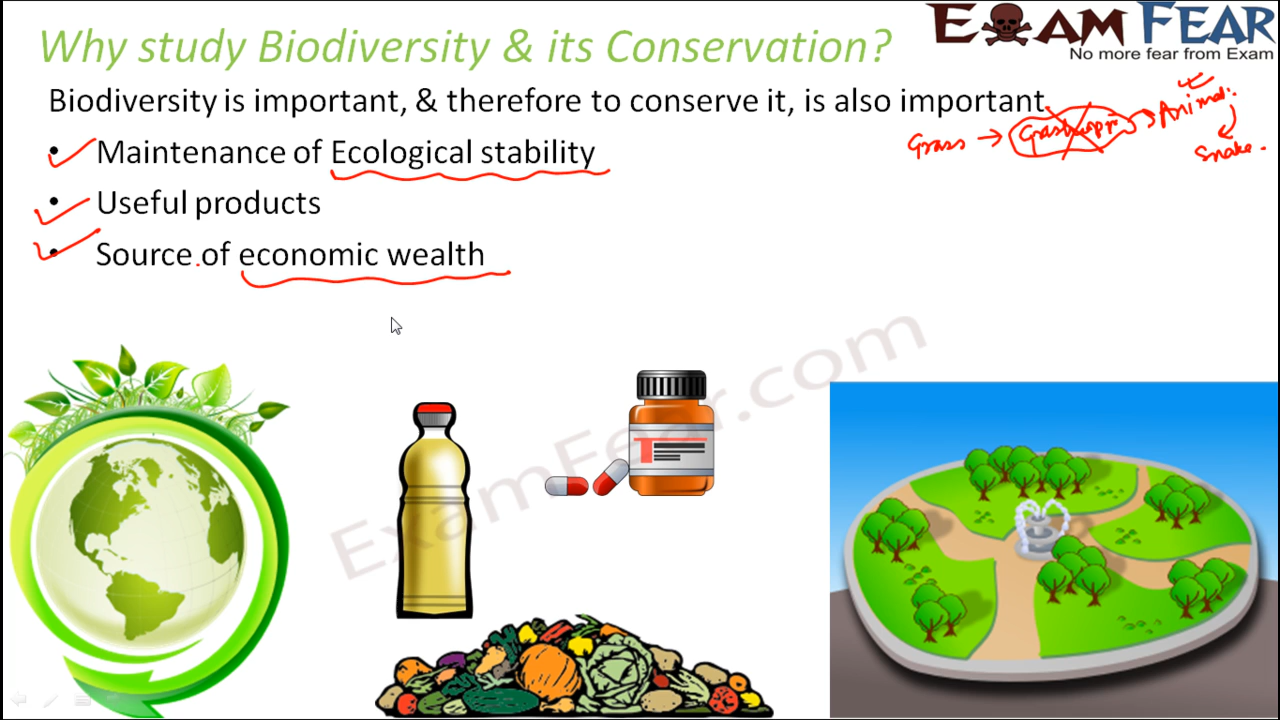 EXAM FEAR
No more fear from Exam
Why study Biodiversity & its Conservation?
Biodiversity is important, & therefore to conserve it, is also important
Grass → → Animal.
Snake.
• Maintenance of Ecological stability
• Useful products
• Source of economic wealth
ExamFear.com